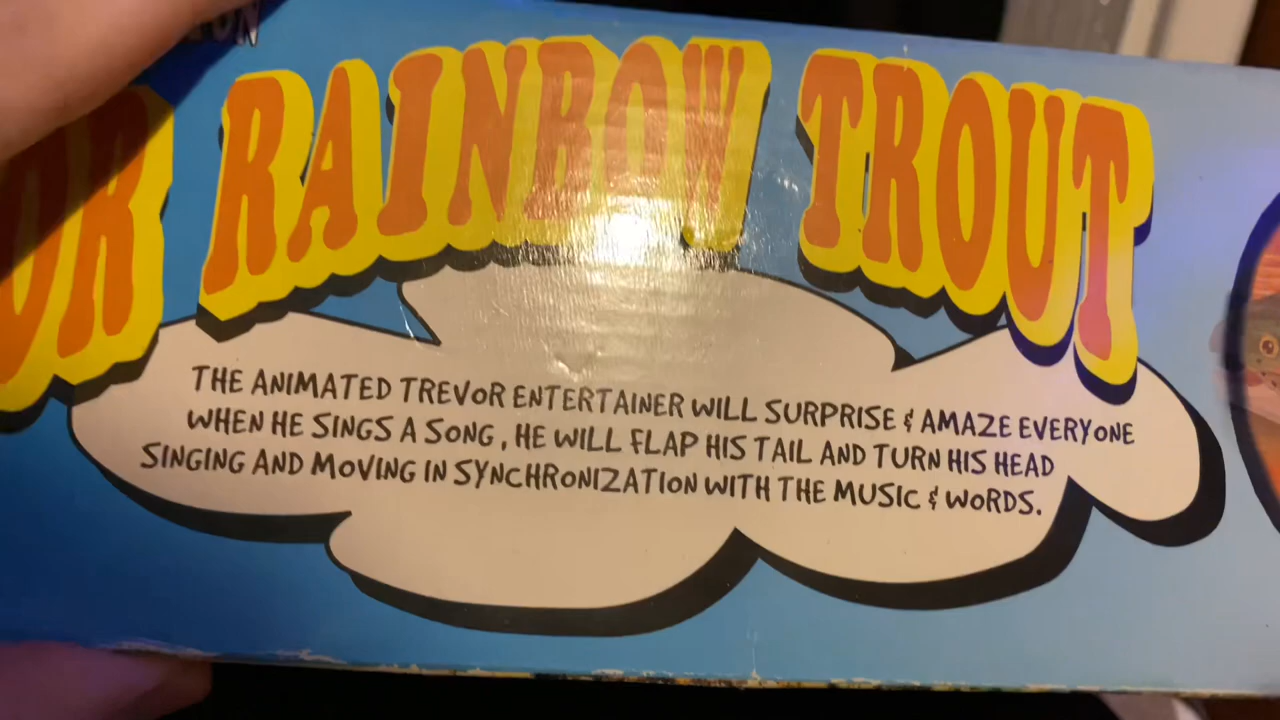 OR RAINBOW TROUT
THE ANIMATED TREVOR ENTERTAINER WILL SURPRISE & AMAZE EVERYONE
WHEN HE SINGS A SONG, HE WILL FLAP HIS TAIL AND TURN HIS HEAD
SINGING AND MOVING IN SYNCHRONIZATION WITH THE MUSIC & WORDS.